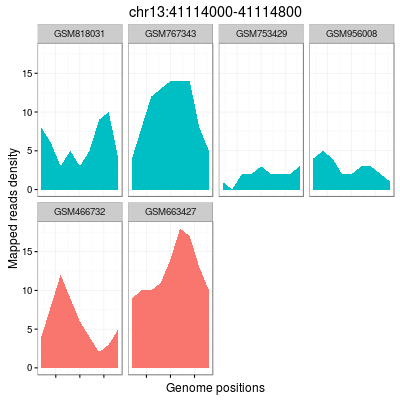 chr13:41114000-41114800
GSM818031 GSM767343 GSM753429 GSM956008
15
10
5
0
Mapped reads density
GSM466732 GSM663427
15
10
5
0
Genome positions